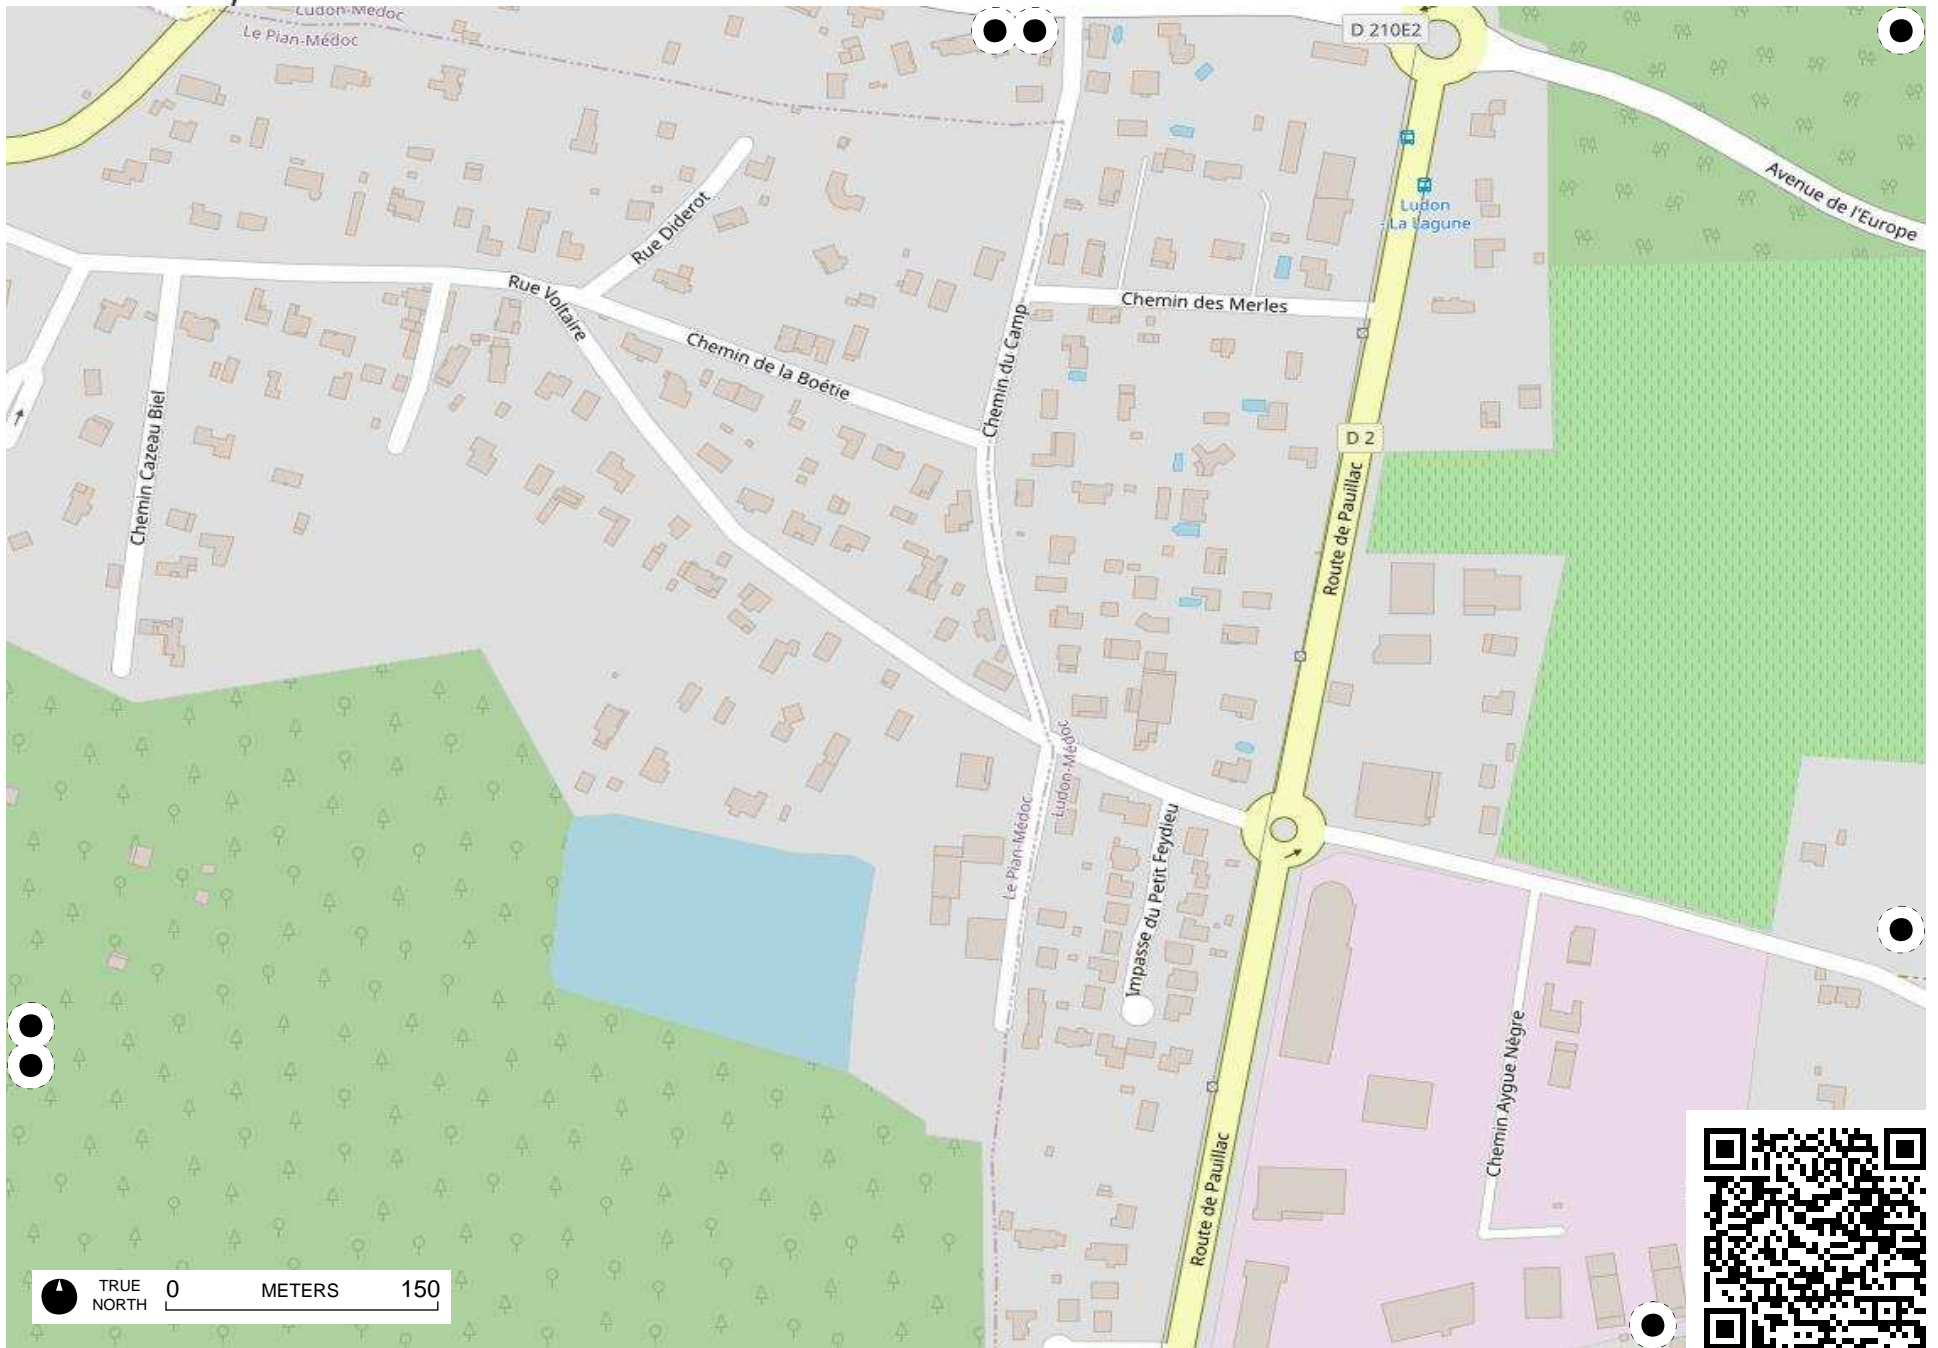 Ludon-Médoc
Le Pian-Médoc
D 210E2
Avenue de l'Europe
Ludon
- La Lagune
Rue Diderot
Rue Voltaire
Chemin des Merles
Chemin de la Boétie
Chemin du Camp
Chemin Cazeau Biel
D 2
Route de Pauillac
Ludon-Médoc
Le Pian-Médoc
Impasse du Petit Feydieu
Chemin Aygue Nègre
Route de Pauillac
TRUE
NORTH
0 METERS 150